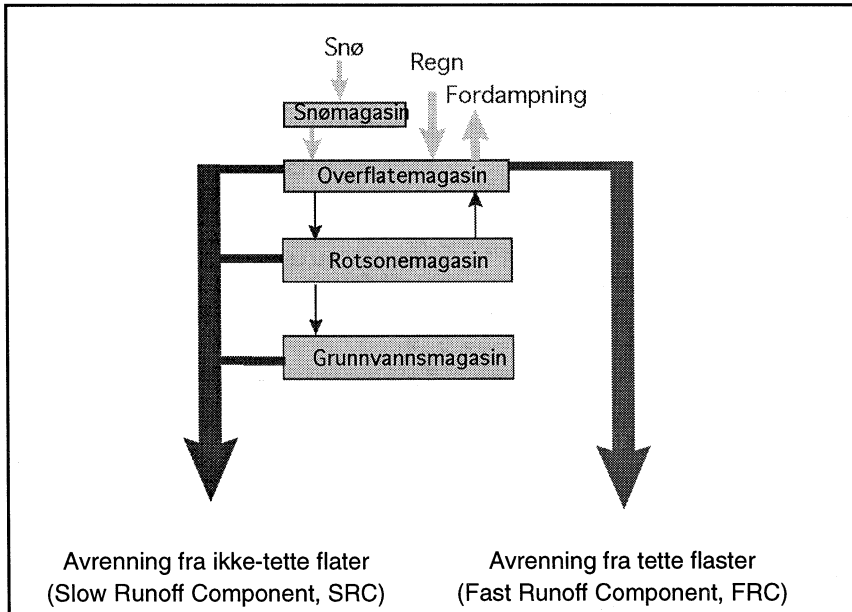 Snø
Regn
Fordampning
Snømagasin
Overflatemagasin
Rotsonemagasin
Grunnvannsmagasin
Avrenning fra ikke-tette flater
(Slow Runoff Component, SRC)
Avrenning fra tette flaster
(Fast Runoff Component, FRC)